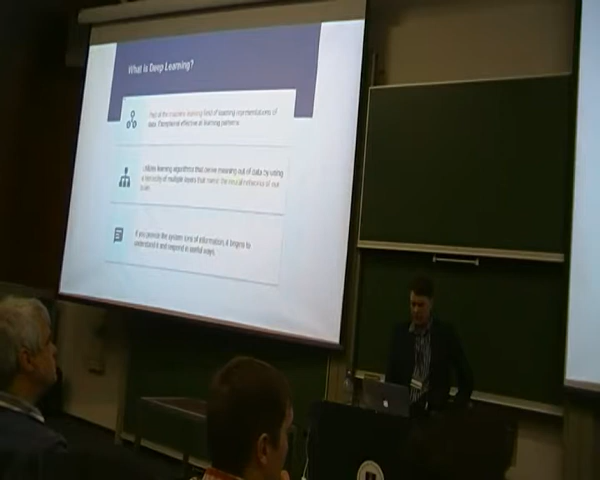 What is Deep Learning?
Part of the machine learning field of learning representations of
data. Exceptional effective at learning patterns.
Utilizes learning algorithms that derive meaning out of data by using
a hierarchy of multiple layers that mimic the neural networks of our
brain.
If you provide the system tons of information, it begins to
understand it and respond in useful ways.